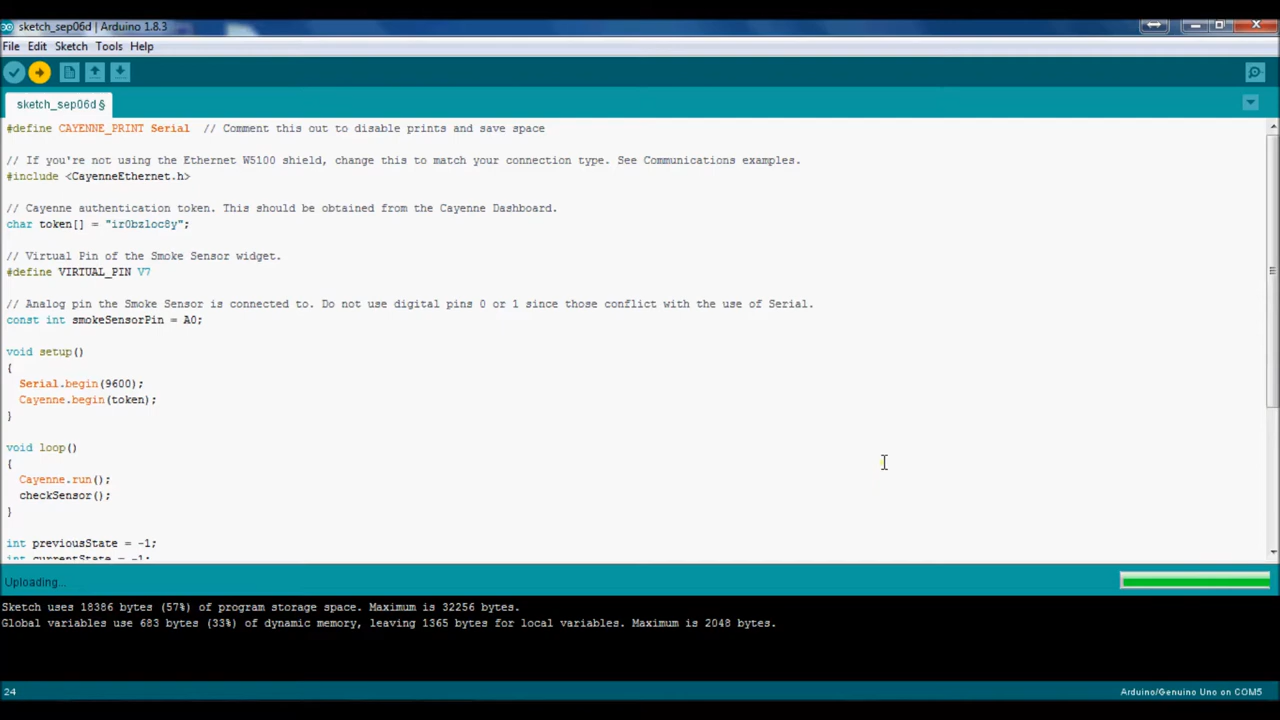 sketch_sep06d | Arduino 1.8.3
File Edit Sketch Tools Help
sketch_sep06d §
#define CAYENNE_PRINT Serial  // Comment this out to disable prints and save space
// If you're not using the Ethernet W5100 shield, change this to match your connection type. See Communications examples.
#include <CayenneEthernet.h>
// Cayenne authentication token. This should be obtained from the Cayenne Dashboard.
char token[] = "ir0bzloc8y";
// Virtual Pin of the Smoke Sensor widget.
#define VIRTUAL_PIN V7
// Analog pin the Smoke Sensor is connected to. Do not use digital pins 0 or 1 since those conflict with the use of Serial.
const int smokeSensorPin = A0;
void setup()
{
  Serial.begin(9600);
  Cayenne.begin(token);
}
void loop()
{
  Cayenne.run();
  checkSensor();
}
int previousState = -1;
int currentState = -1;
Uploading...
Sketch uses 18386 bytes (57%) of program storage space. Maximum is 32256 bytes.
Global variables use 683 bytes (33%) of dynamic memory, leaving 1365 bytes for local variables. Maximum is 2048 bytes.
24 Arduino/Genuino Uno on COM5